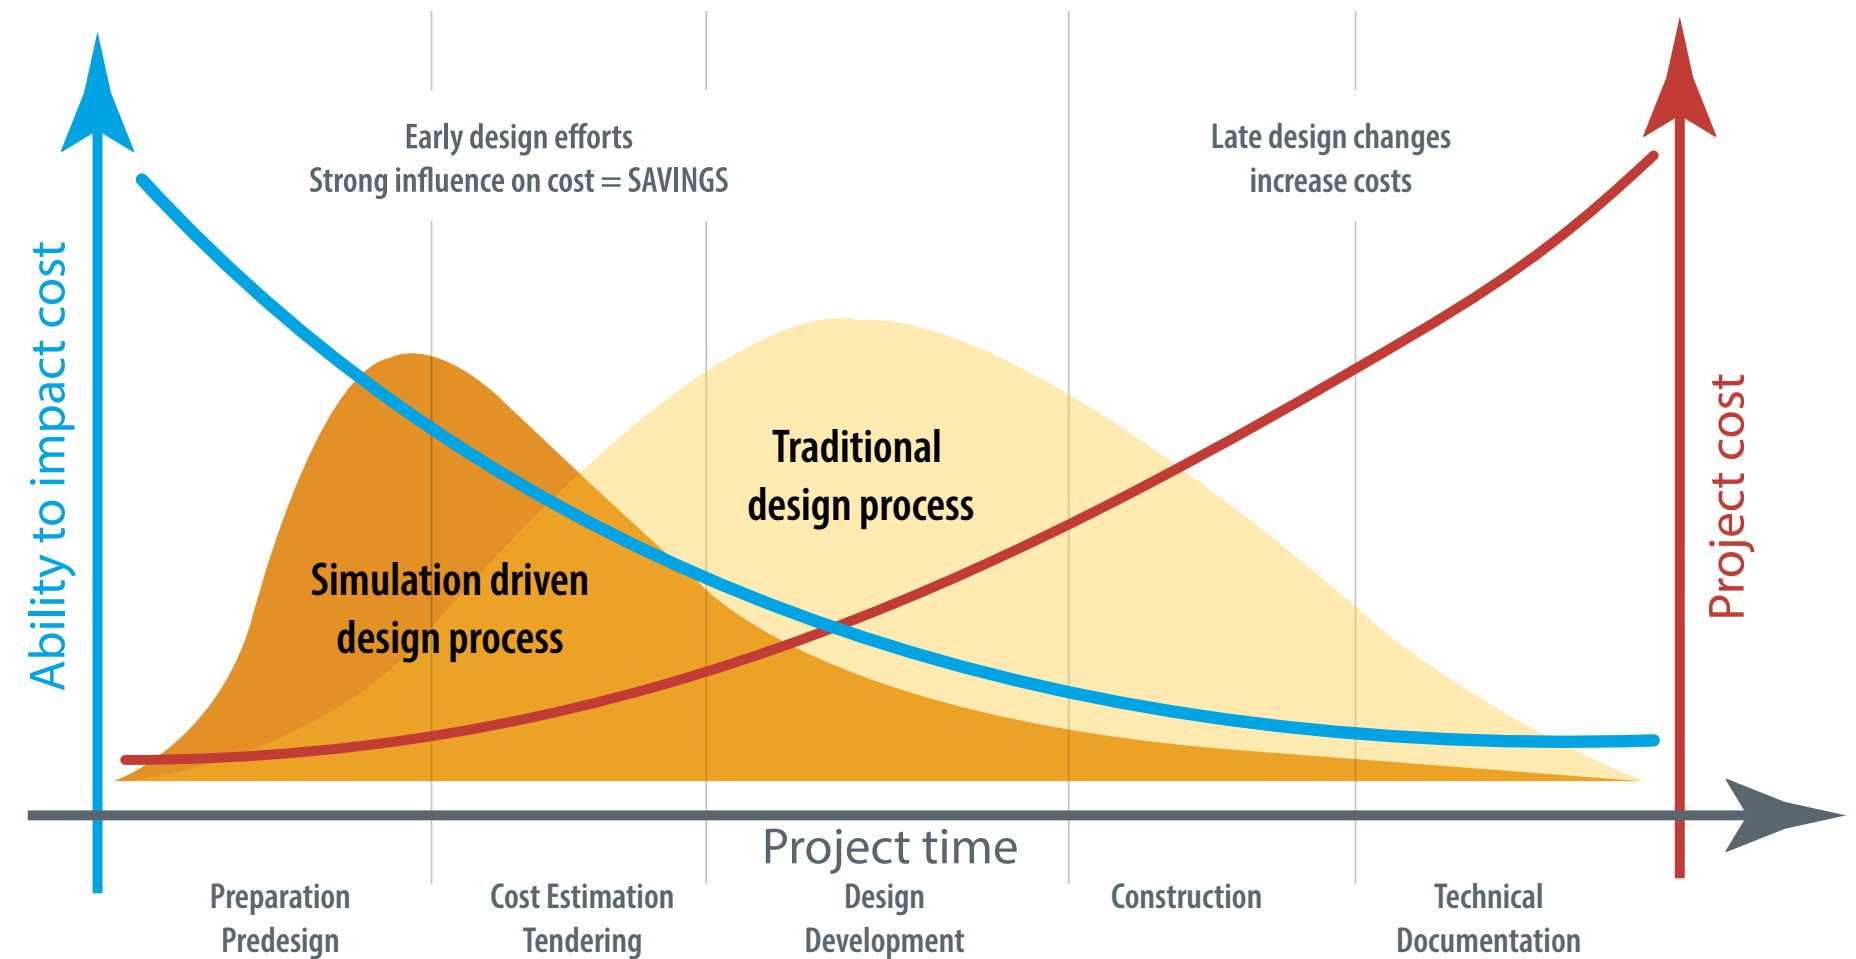 Early design efforts
Strong influence on cost = SAVINGS
Late design changes
increase costs
Ability to impact cost
Project cost
Traditional
design process
Simulation driven
design process
Project time
Preparation
Predesign
Cost Estimation
Tendering
Design
Development
Construction
Technical
Documentation